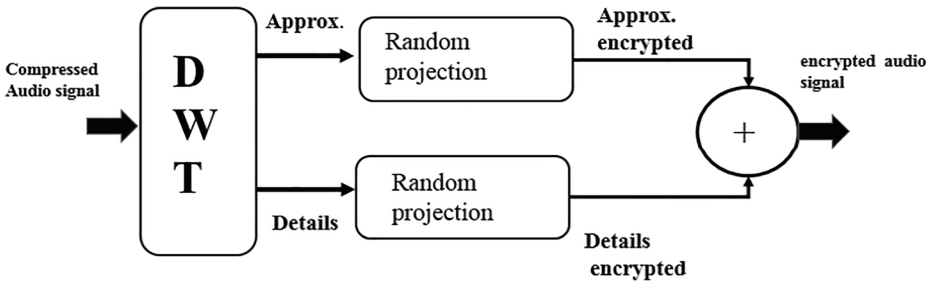 Compressed
Audio signal
D
W
T
Approx.
Details
Random
projection
Random
projection
Approx.
encrypted
Details
encrypted
+
encrypted audio
signal